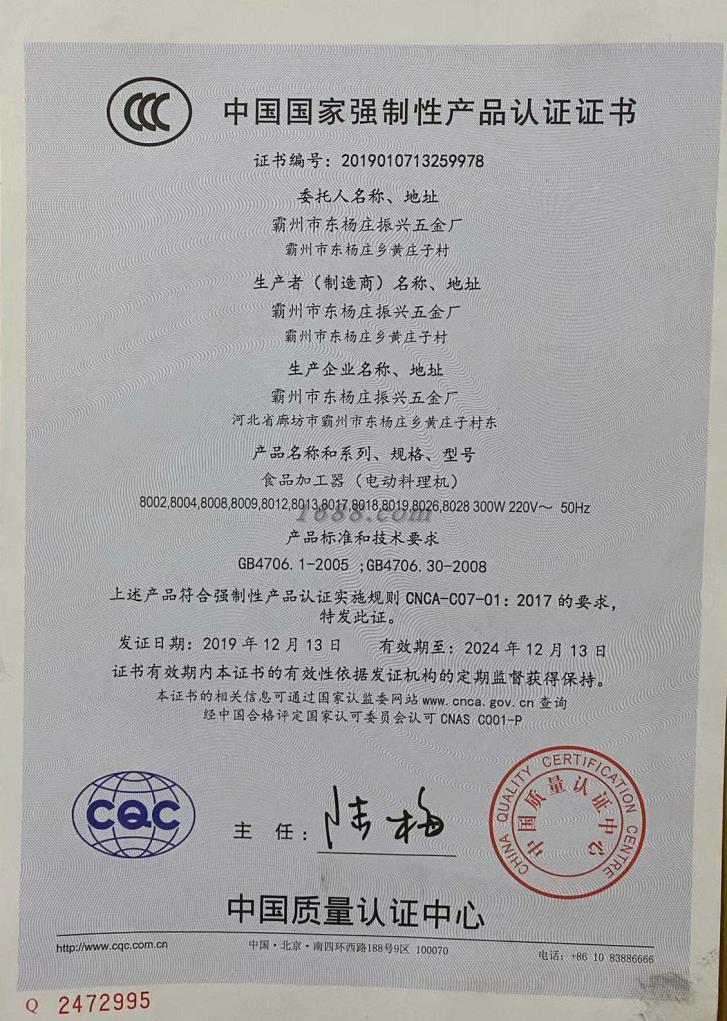 中国国家强制性产品认证证书
证书编号：2019010713259978
委托人名称、地址
霸州市东杨庄振兴五金厂
霸州市东杨庄乡黄庄子村
生产者（制造商）名称、地址
霸州市东杨庄振兴五金厂
霸州市东杨庄乡黄庄子村
生产企业名称、地址
霸州市东杨庄振兴五金厂
河北省廊坊市霸州市东杨庄乡黄庄子村东
产品名称和系列、规格、型号
食品加工器（电动料理机）
8002,8004,8008,8009,8012,8013,8017,8018,8019,8026,8028 300W 220V～ 50Hz
1688.com
产品标准和技术要求
GB4706.1-2005 ;GB4706.30-2008
上述产品符合强制性产品认证实施规则 CNCA-C07-01：2017 的要求，
特发此证。
发证日期：2019 年 12 月 13 日 有效期至：2024 年 12 月 13 日
证书有效期内本证书的有效性依据发证机构的定期监督获得保持。
本证书的相关信息可通过国家认监委网站 www.cnca.gov.cn 查询
经中国合格评定国家认可委员会认可 CNAS C001-P
CQC
主 任：
陆梅
CHINA QUALITY CERTIFICATION CENTRE
中国质量认证中心
中国质量认证中心
http://www.cqc.com.cn
中国·北京·南四环西路188号9区 100070
电话：+86 10 83886666
Q 2472995